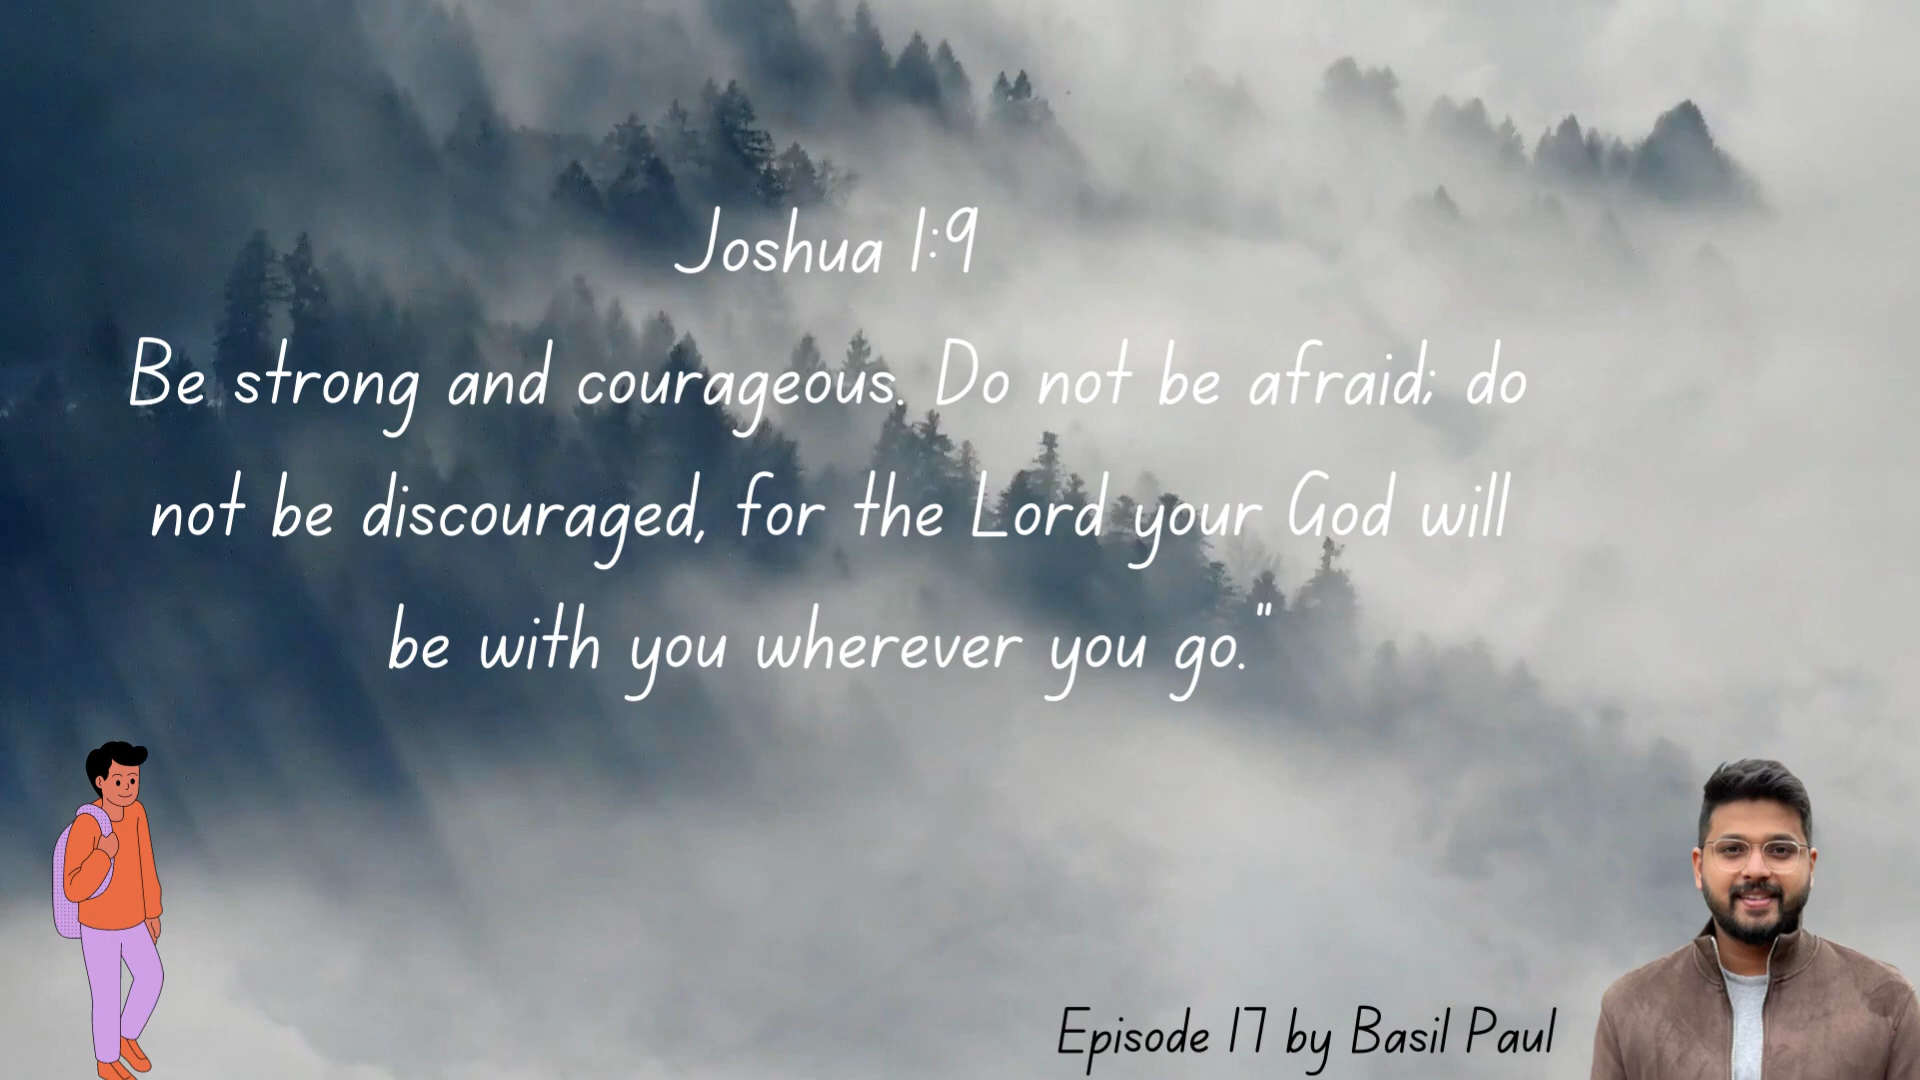 Joshua 1:9
Be strong and courageous. Do not be afraid; do
not be discouraged, for the Lord your God will
be with you wherever you go."
Episode 17 by Basil Paul